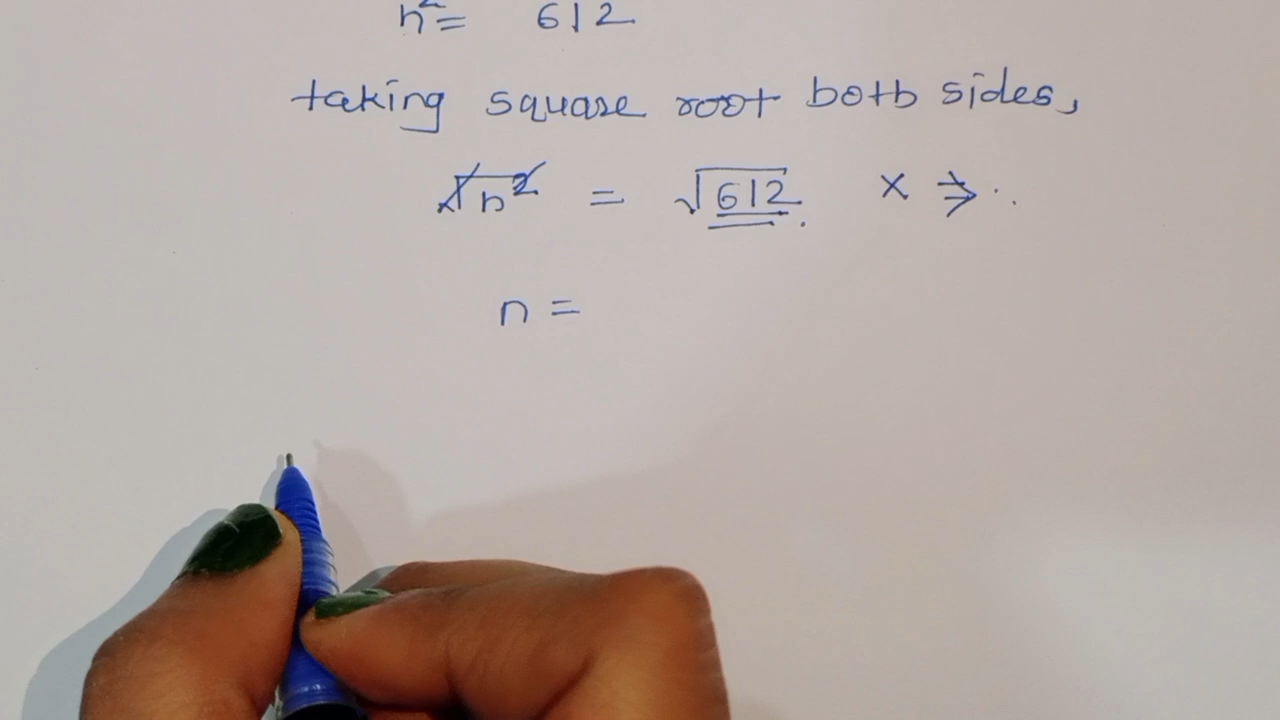 n² = 612
taking square root both sides,
√n² = √612. × ⇒ ..
n =